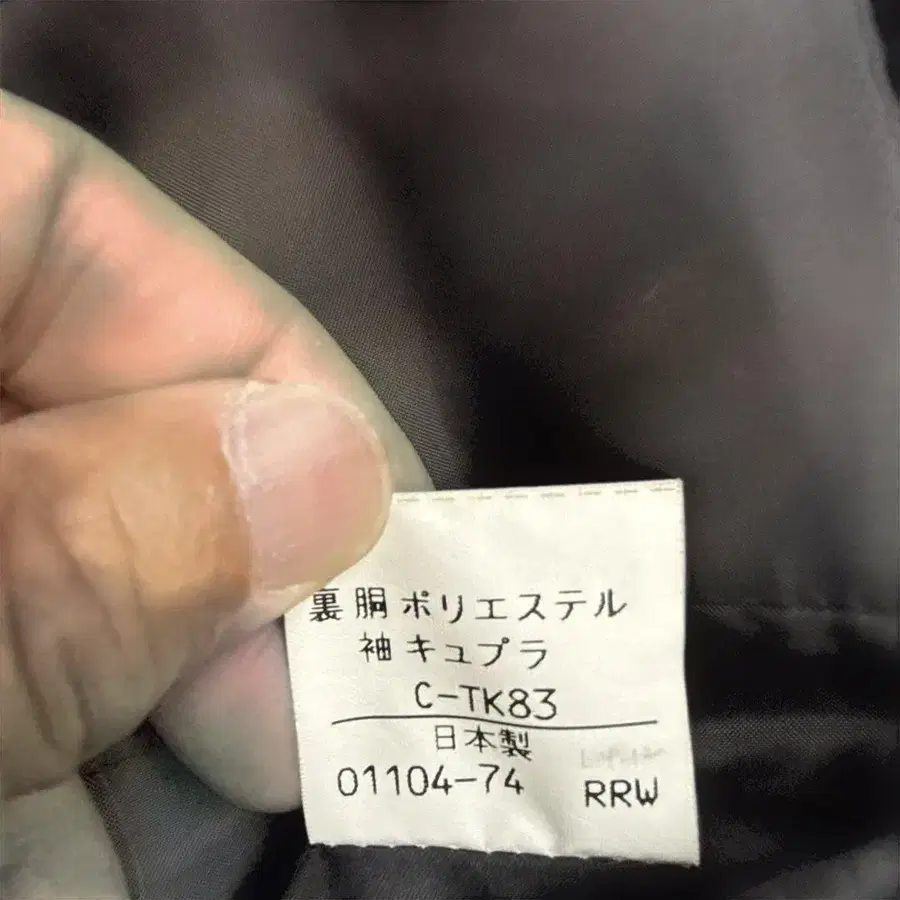 裏 胴 ポリエステル
袖 キュプラ
C-TK83
日本製
01104-74
RRW